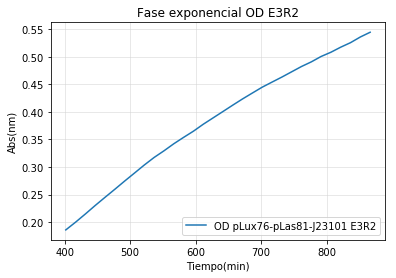 Fase exponencial OD E3R2
Abs(nm)
0.55
0.50
0.45
0.40
0.35
0.30
0.25
0.20
OD pLux76-pLas81-J23101 E3R2
400 500 600 700 800
Tiempo(min)